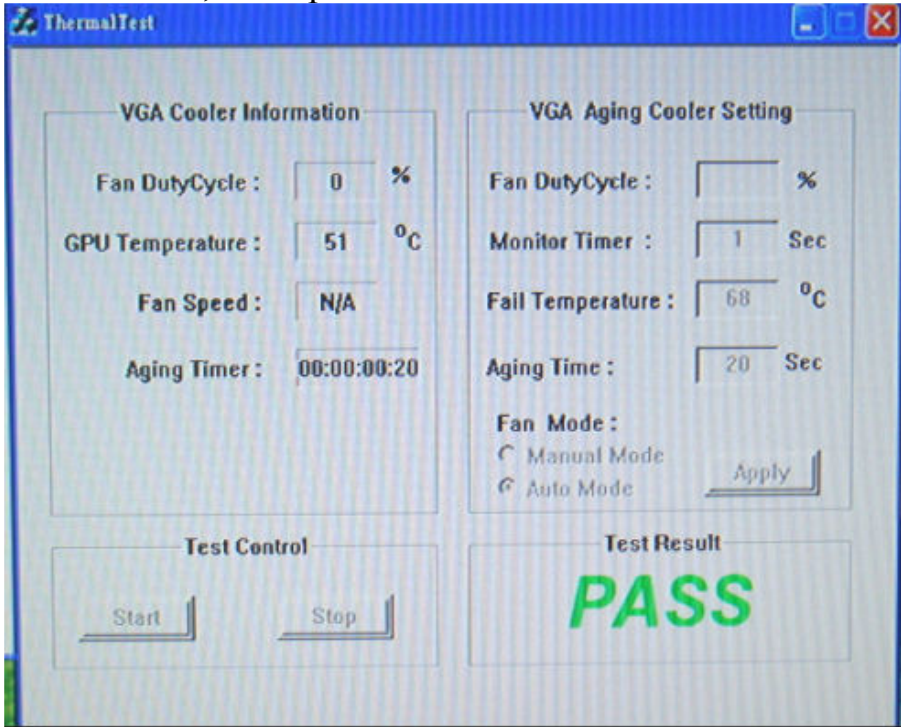 ThermalTest
VGA Cooler Information
Fan DutyCycle : 0 %
GPU Temperature : 51 ºC
Fan Speed : N/A
Aging Timer : 00:00:00:20
VGA Aging Cooler Setting
Fan DutyCycle : %
Monitor Timer : 1 Sec
Fail Temperature : 68 ºC
Aging Time : 20 Sec
Fan Mode :
Manual Mode
Auto Mode
Apply
Test Control
Start Stop
Test Result
PASS